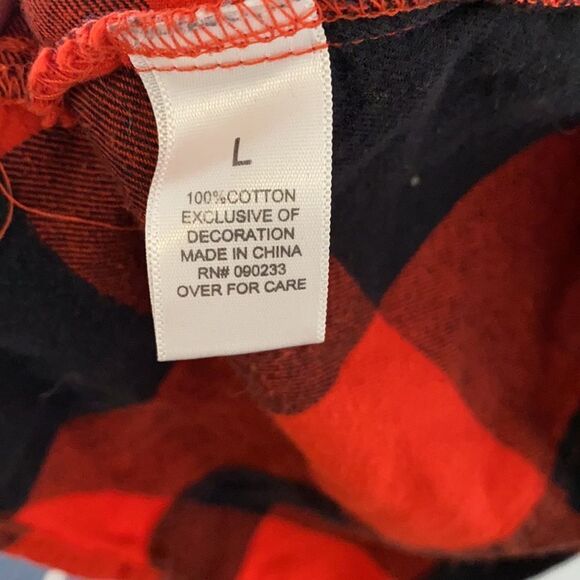 L
100%COTTON
EXCLUSIVE OF
DECORATION
MADE IN CHINA
RN# 090233
OVER FOR CARE